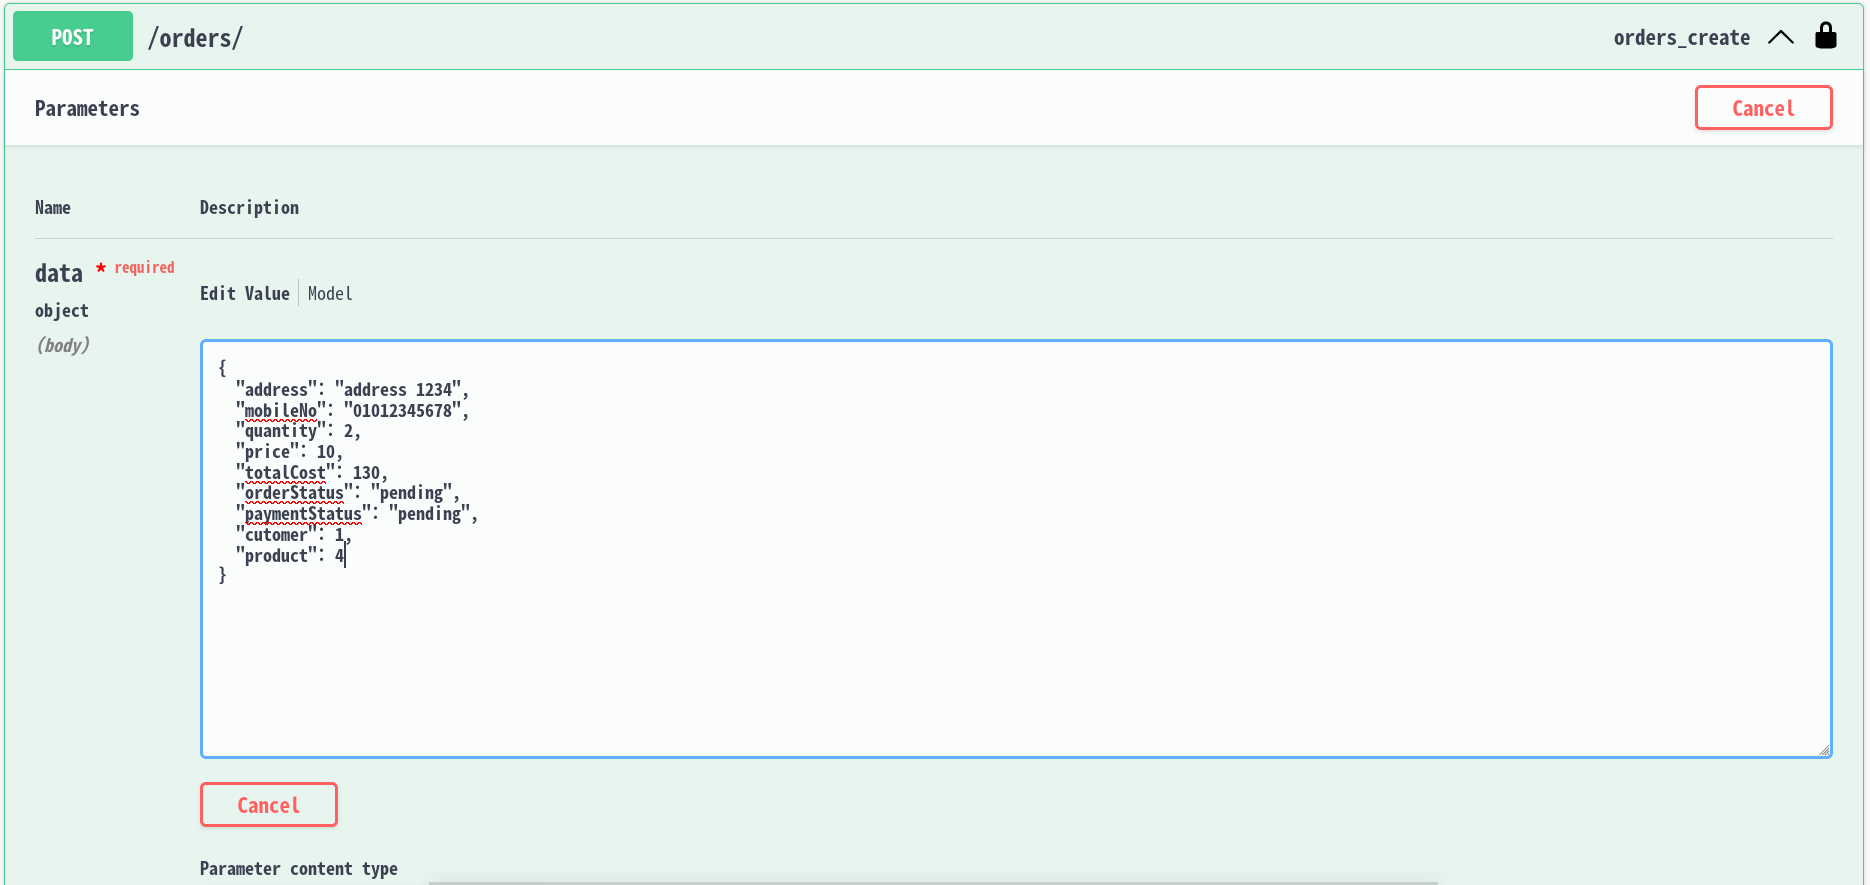 POST /orders/ orders_create
Parameters Cancel
Name Description
data * required
object
(body)
Edit Value Model
{
  "address": "address 1234",
  "mobileNo": "01012345678",
  "quantity": 2,
  "price": 10,
  "totalCost": 130,
  "orderStatus": "pending",
  "paymentStatus": "pending",
  "cutomer": 1,
  "product": 4
}
Cancel
Parameter content type